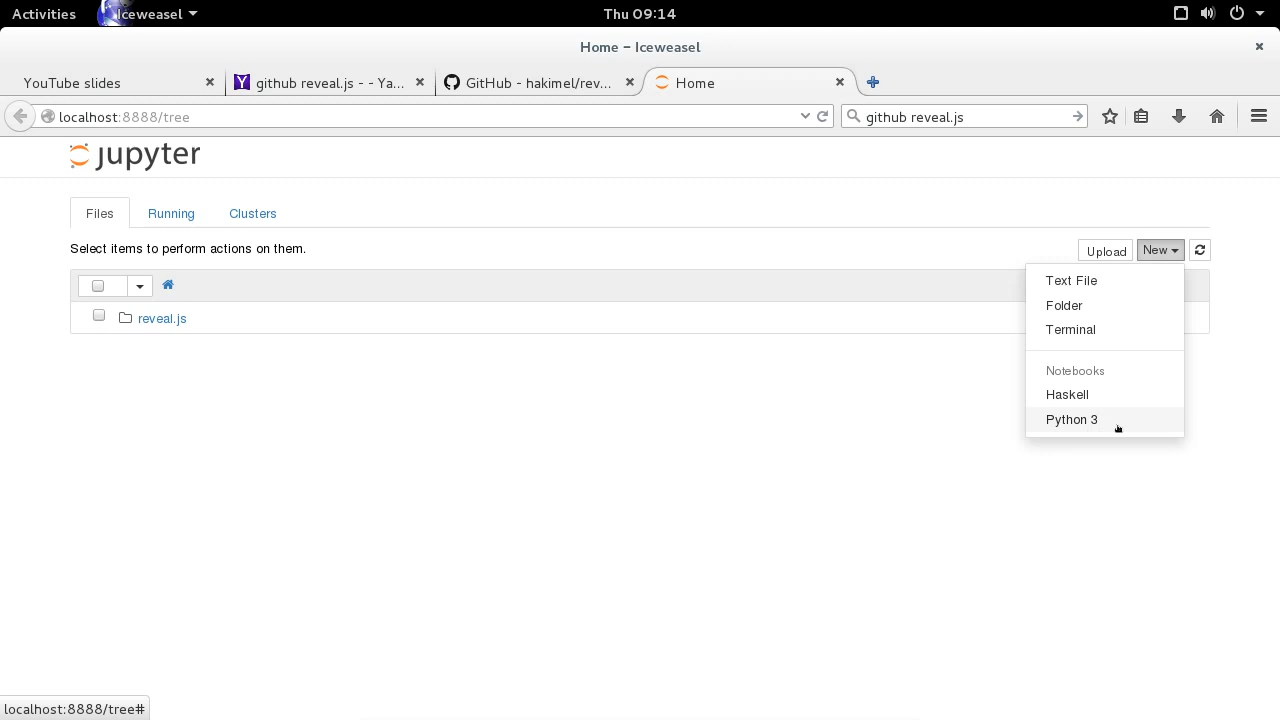 Activities Iceweasel Thu 09:14
Home – Iceweasel
YouTube slides github reveal.js - - Ya... GitHub - hakimel/rev... Home
localhost:8888/tree github reveal.js
jupyter
Files Running Clusters
Select items to perform actions on them. Upload New
reveal.js
Text File
Folder
Terminal
Notebooks
Haskell
Python 3
localhost:8888/tree#